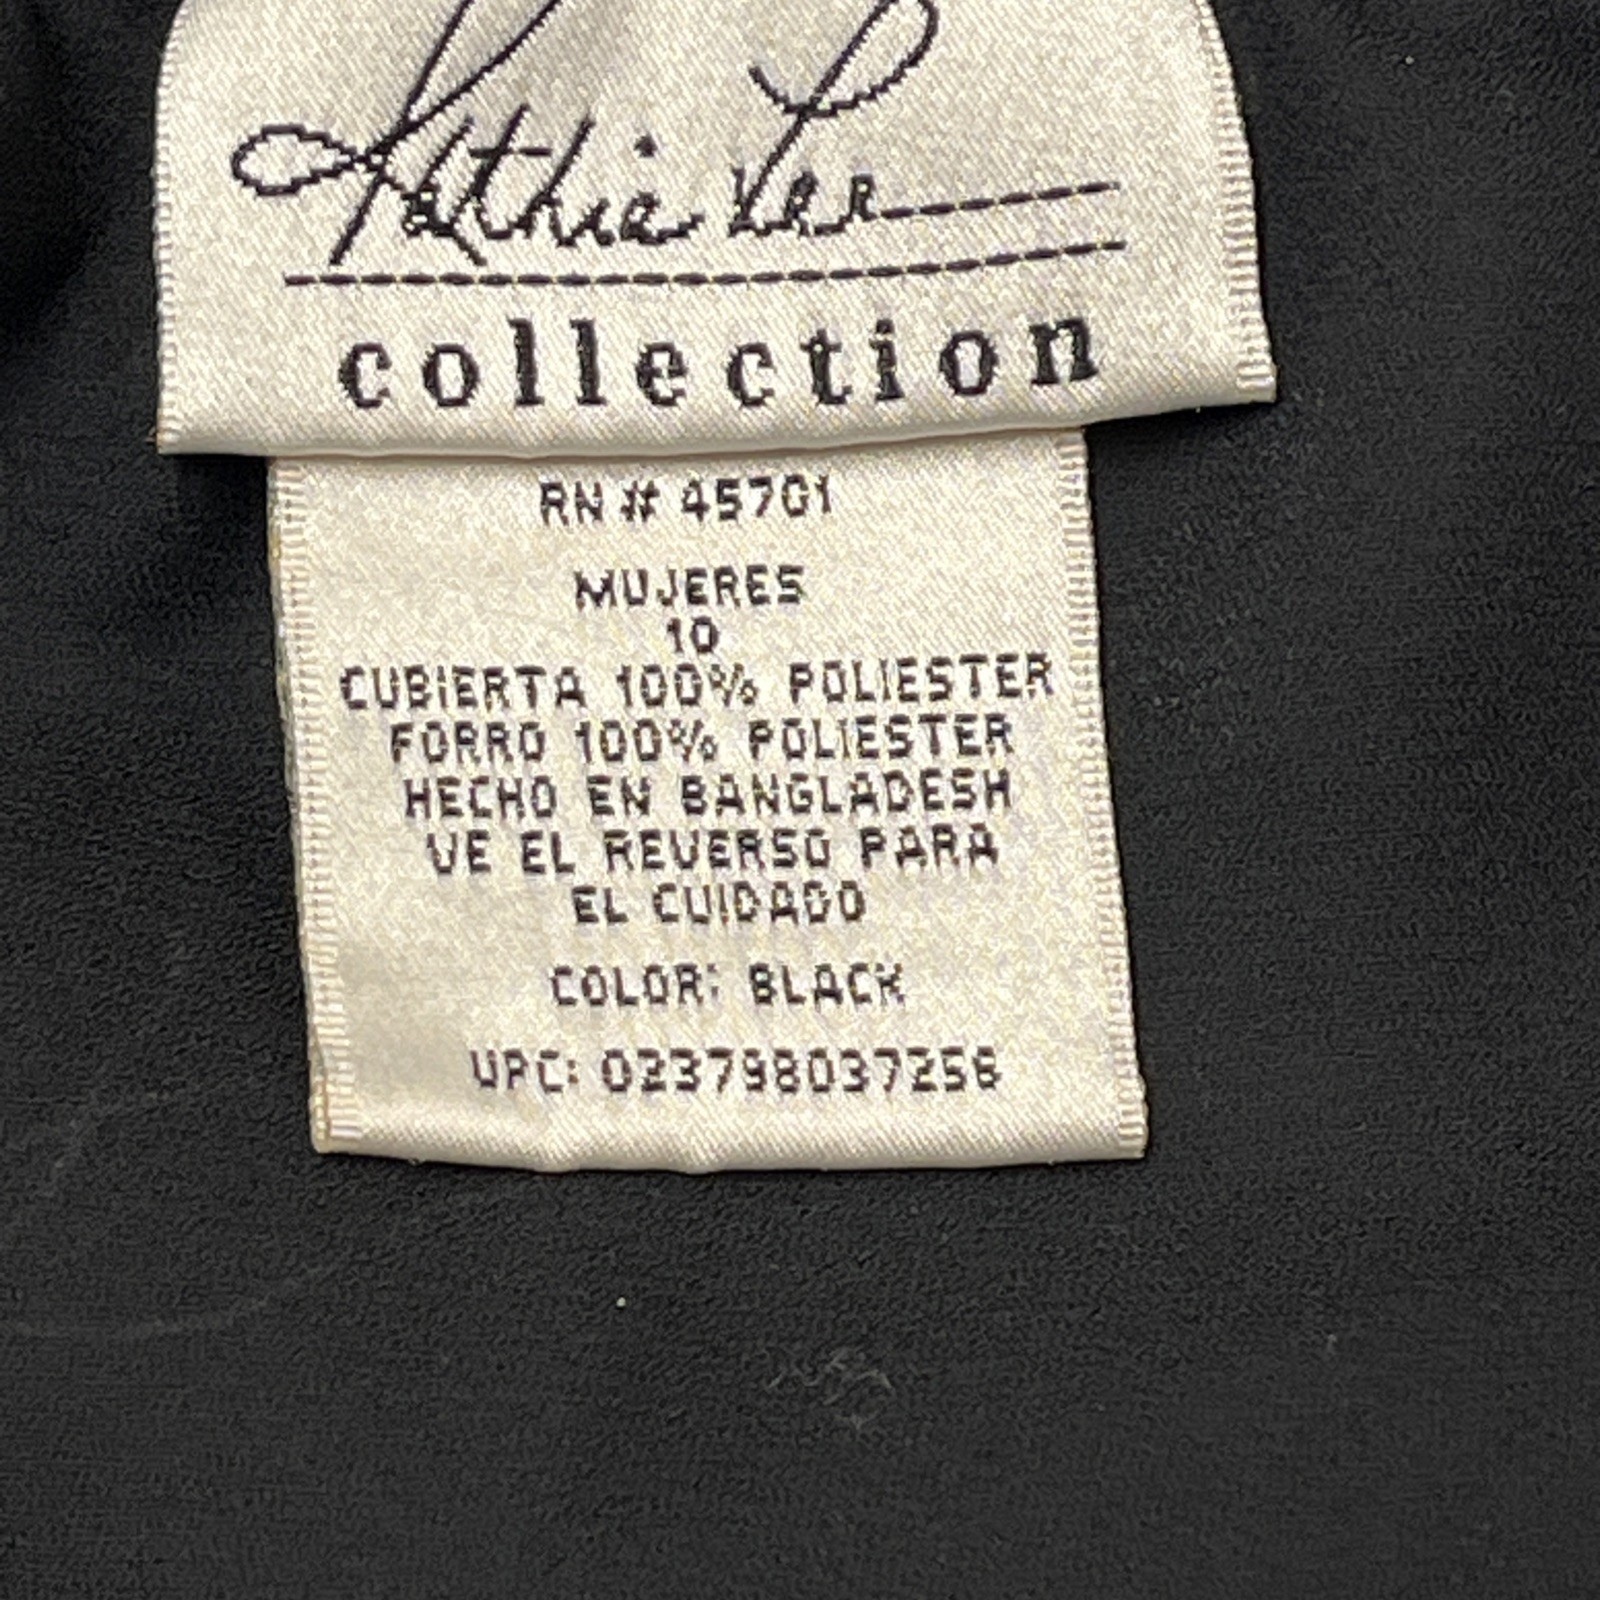 Kathie Lee
collection
RN # 45701
MUJERES
10
CUBIERTA 100% POLIESTER
FORRO 100% POLIESTER
HECHO EN BANGLADESH
VE EL REVERSO PARA
EL CUIDADO
COLOR: BLACK
UPC: 023798037256